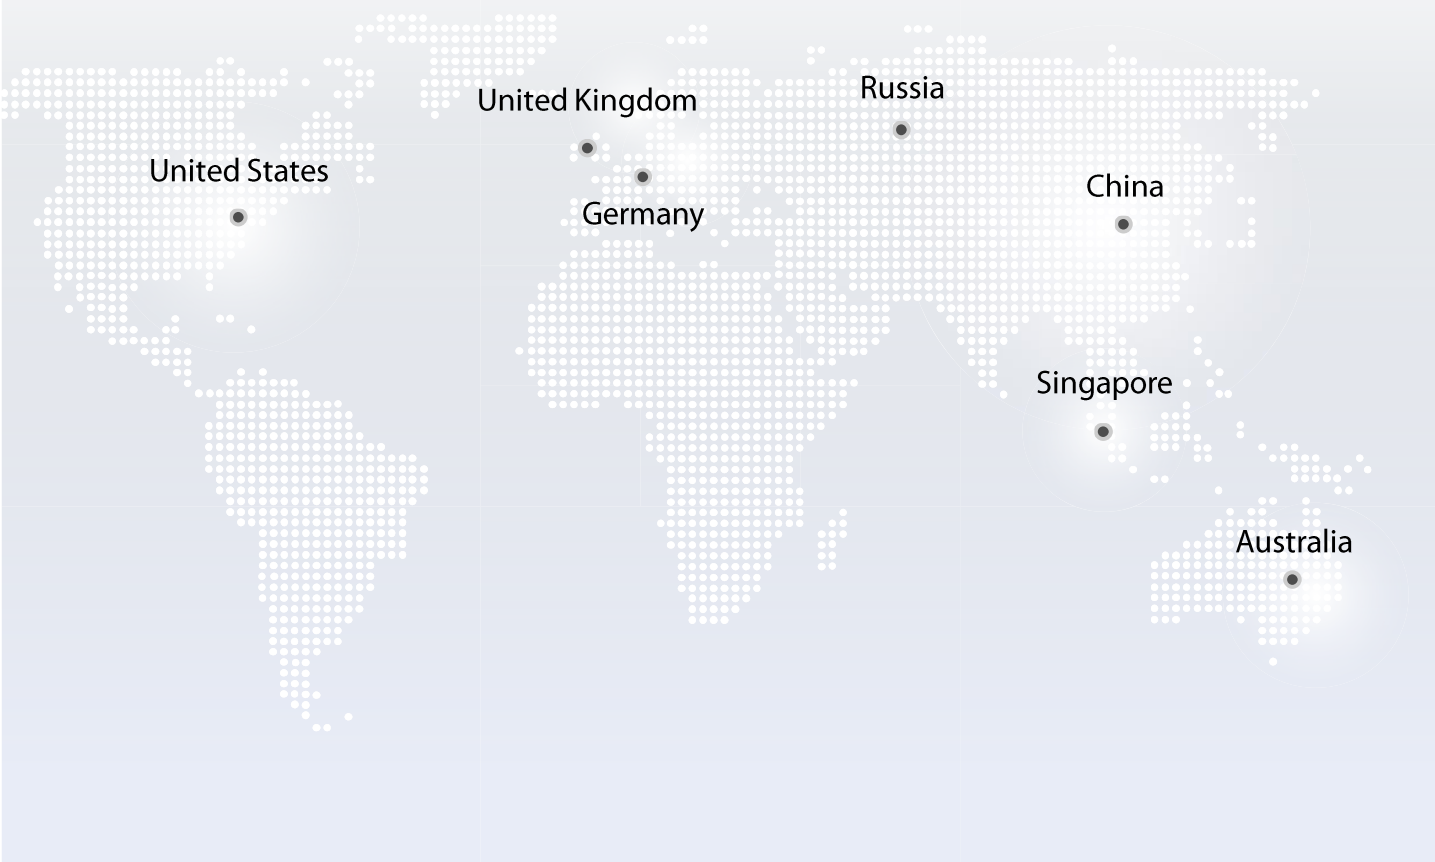 Russia
United Kingdom
United States
China
Germany
Singapore
Australia